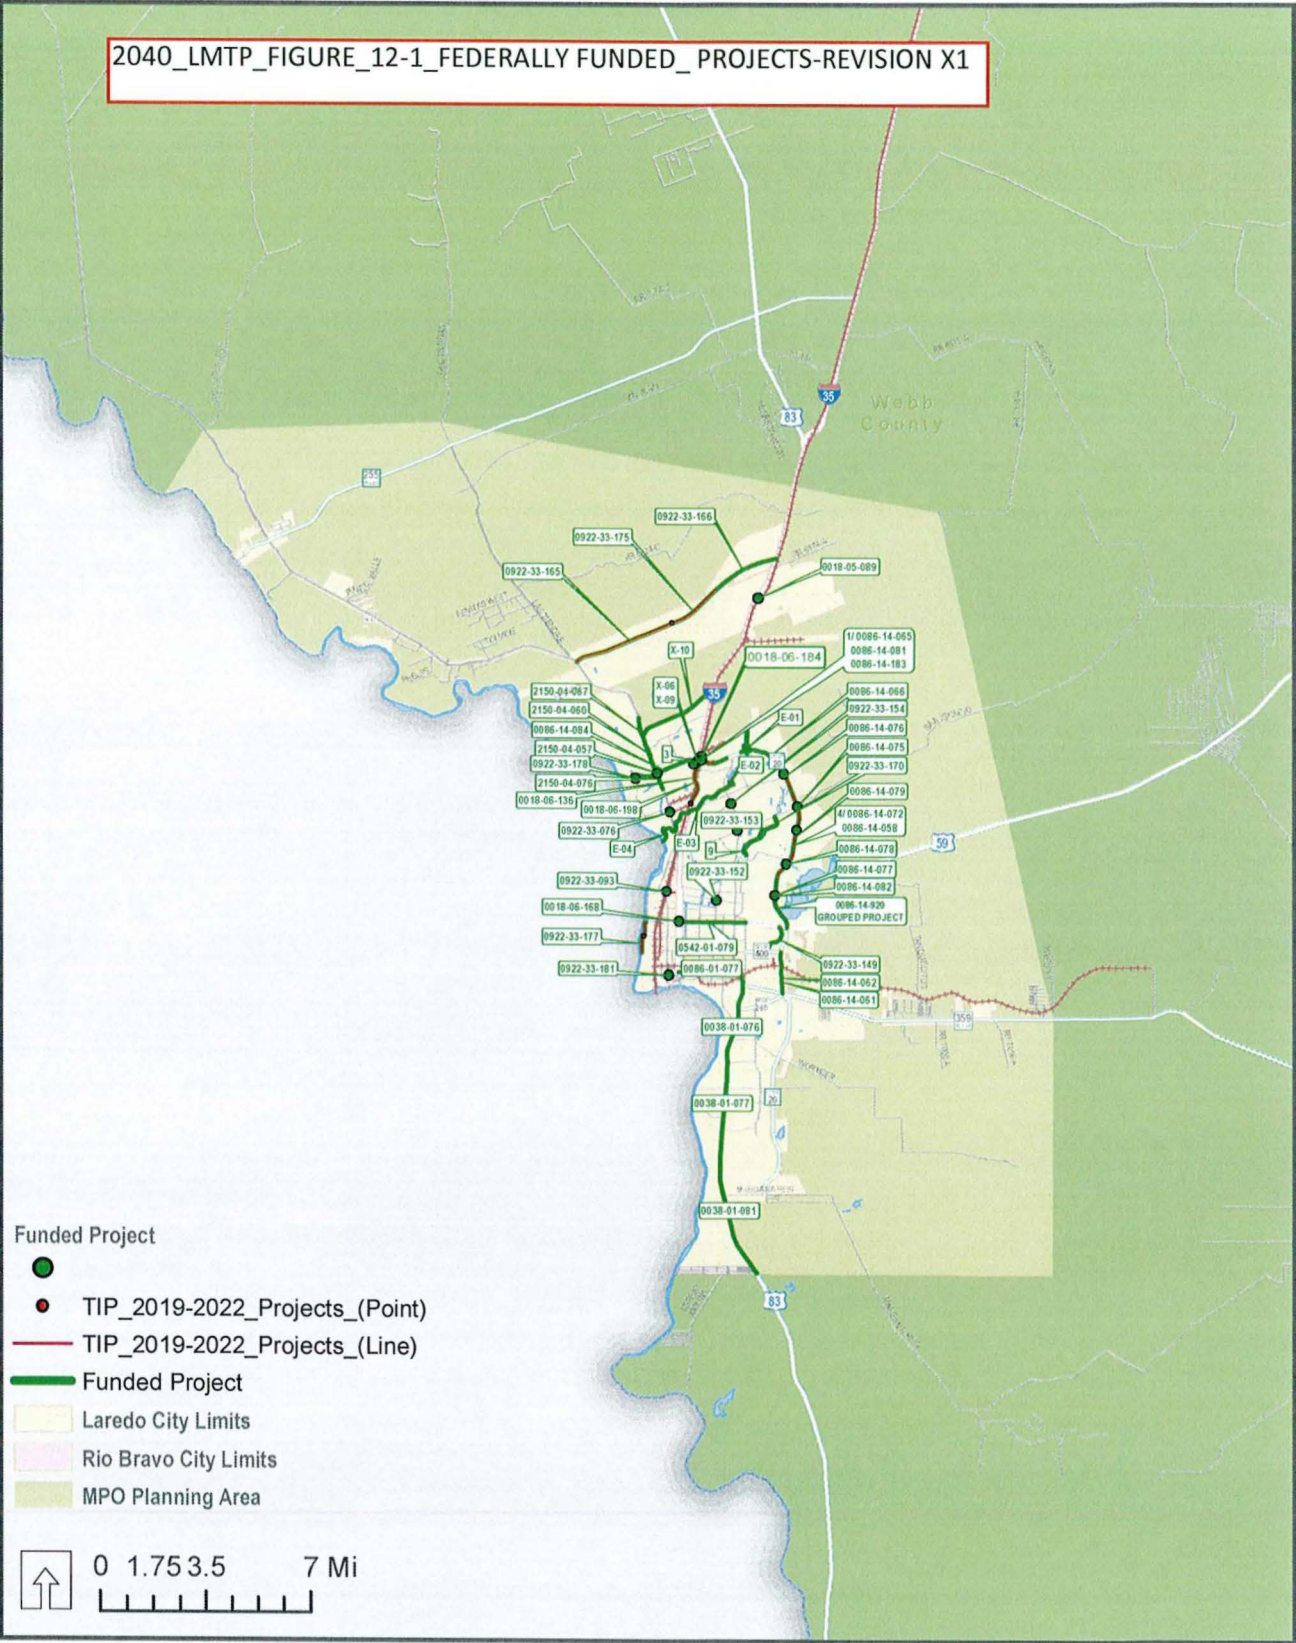 2040_LMTP_FIGURE_12-1_FEDERALLY FUNDED_ PROJECTS-REVISION X1
35
83
Webb
County
255
0922-33-166
0922-33-175
0922-33-165
0018-05-089
1/ 0086-14-065
0086-14-081
0086-14-183
X-10
0018-06-184
X-06
X-09
35
2150-04-067
2150-04-060
0086-14-084
2150-04-057
0922-33-178
2150-04-076
0018-06-136
0018-06-198
0922-33-076
E-04
3
E-01
E-02
20
E-03
0922-33-153
9
0922-33-152
0086-14-066
0922-33-154
0086-14-076
0086-14-075
0922-33-170
0086-14-079
4/ 0086-14-072
0086-14-058
0086-14-078
0086-14-077
0086-14-082
0086-14-920
GROUPED PROJECT
59
0922-33-093
0018-06-168
0922-33-177
0922-33-181
0542-01-079
0086-01-077
400
0922-33-149
0086-14-062
0086-14-061
359
0038-01-076
0038-01-077
20
0038-01-081
83
Funded Project
TIP_2019-2022_Projects_(Point)
TIP_2019-2022_Projects_(Line)
Funded Project
Laredo City Limits
Rio Bravo City Limits
MPO Planning Area
0 1.75 3.5 7 Mi